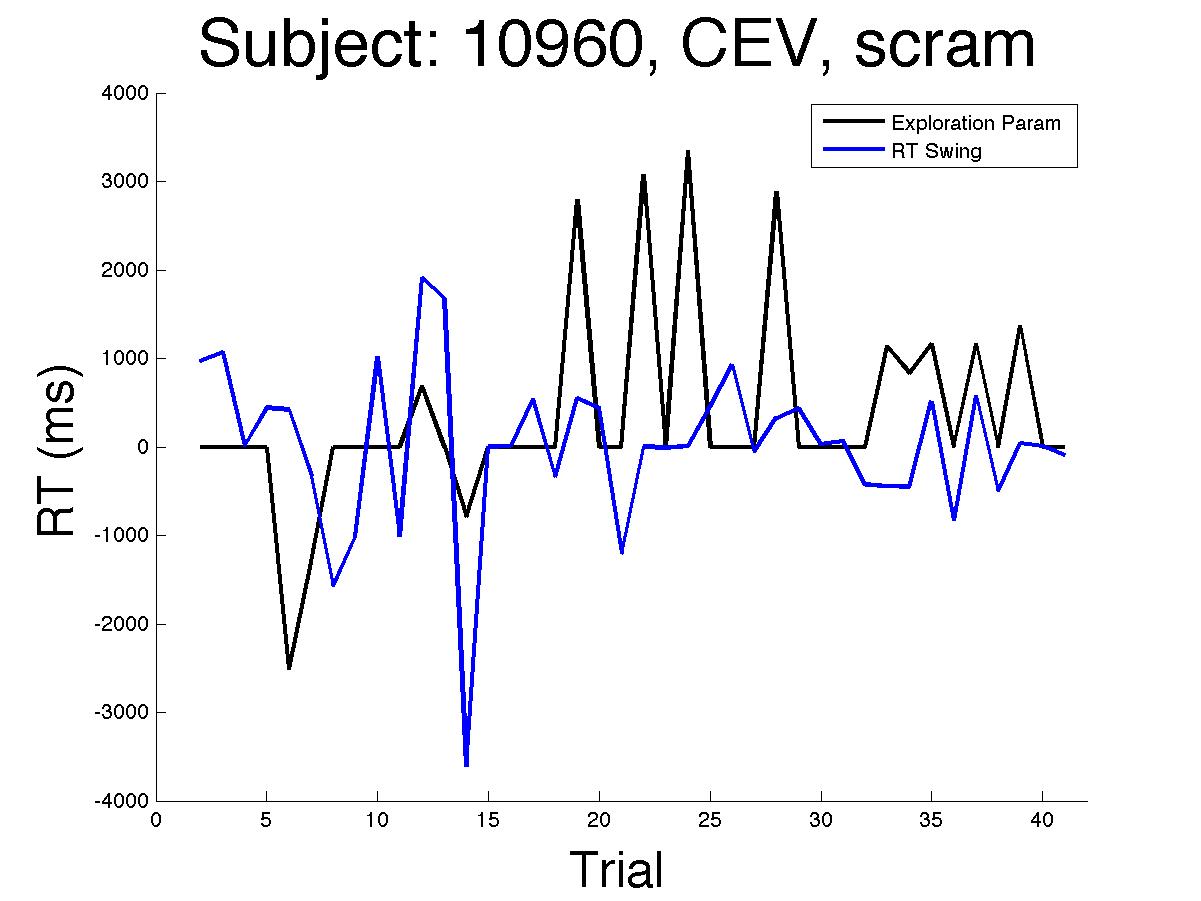 Subject: 10960, CEV, scram
4000
3000
2000
1000
0
-1000
-2000
-3000
-4000
RT (ms)
Exploration Param
RT Swing
0 5 10 15 20 25 30 35 40
Trial